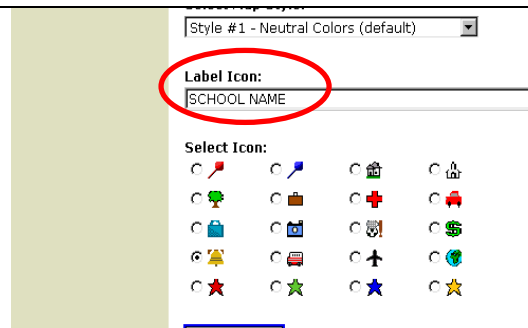 Style #1 - Neutral Colors (default)
Label Icon:
SCHOOL NAME
Select Icon: